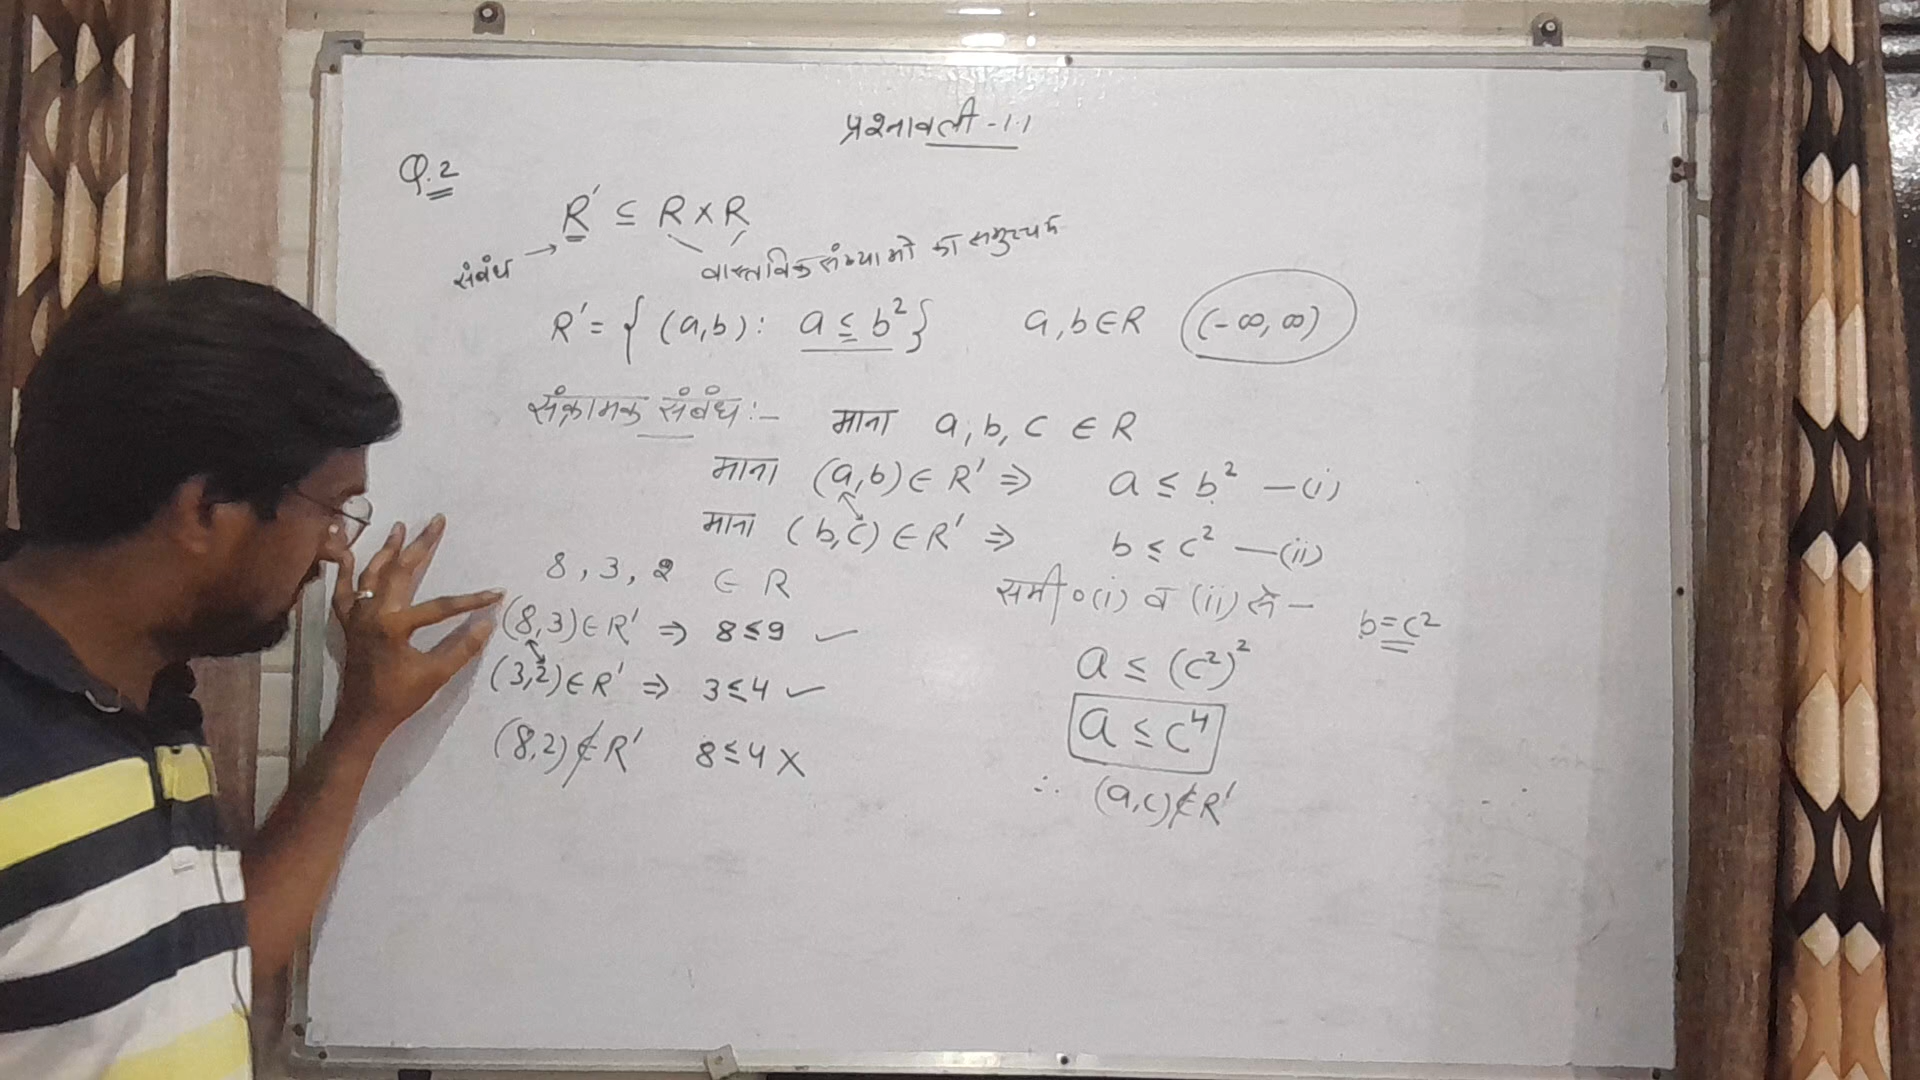 प्रश्नावली-1.1
Q.2
R' ⊆ R × R
संबंध → वास्तविक संख्याओं का समुच्चय
R' = { (a,b) : a ≤ b² } a,b ∈ R (-∞, ∞)
संक्रामक संबंध :- माना a, b, c ∈ R
माना (a,b) ∈ R' ⇒ a ≤ b² —(i)
माना (b,c) ∈ R' ⇒ b ≤ c² —(ii)
8, 3, 2 ∈ R
(8,3) ∈ R' ⇒ 8 ≤ 9 ✓
(3,2) ∈ R' ⇒ 3 ≤ 4 ✓
(8,2) ∉ R' 8 ≤ 4 X
समी०(i) व (ii) से –
b = c²
a ≤ (c²)²
a ≤ c⁴
∴ (a,c) ∉ R'